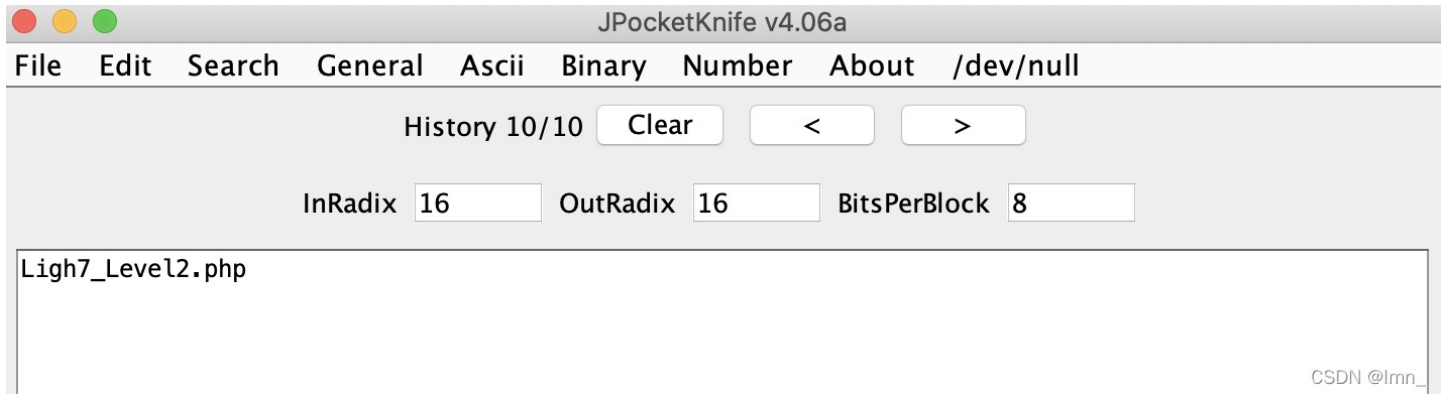 JPocketKnife v4.06a
File Edit Search General Ascii Binary Number About /dev/null
History 10/10 Clear < >
InRadix 16 OutRadix 16 BitsPerBlock 8
Ligh7_Level2.php
CSDN @lmn_